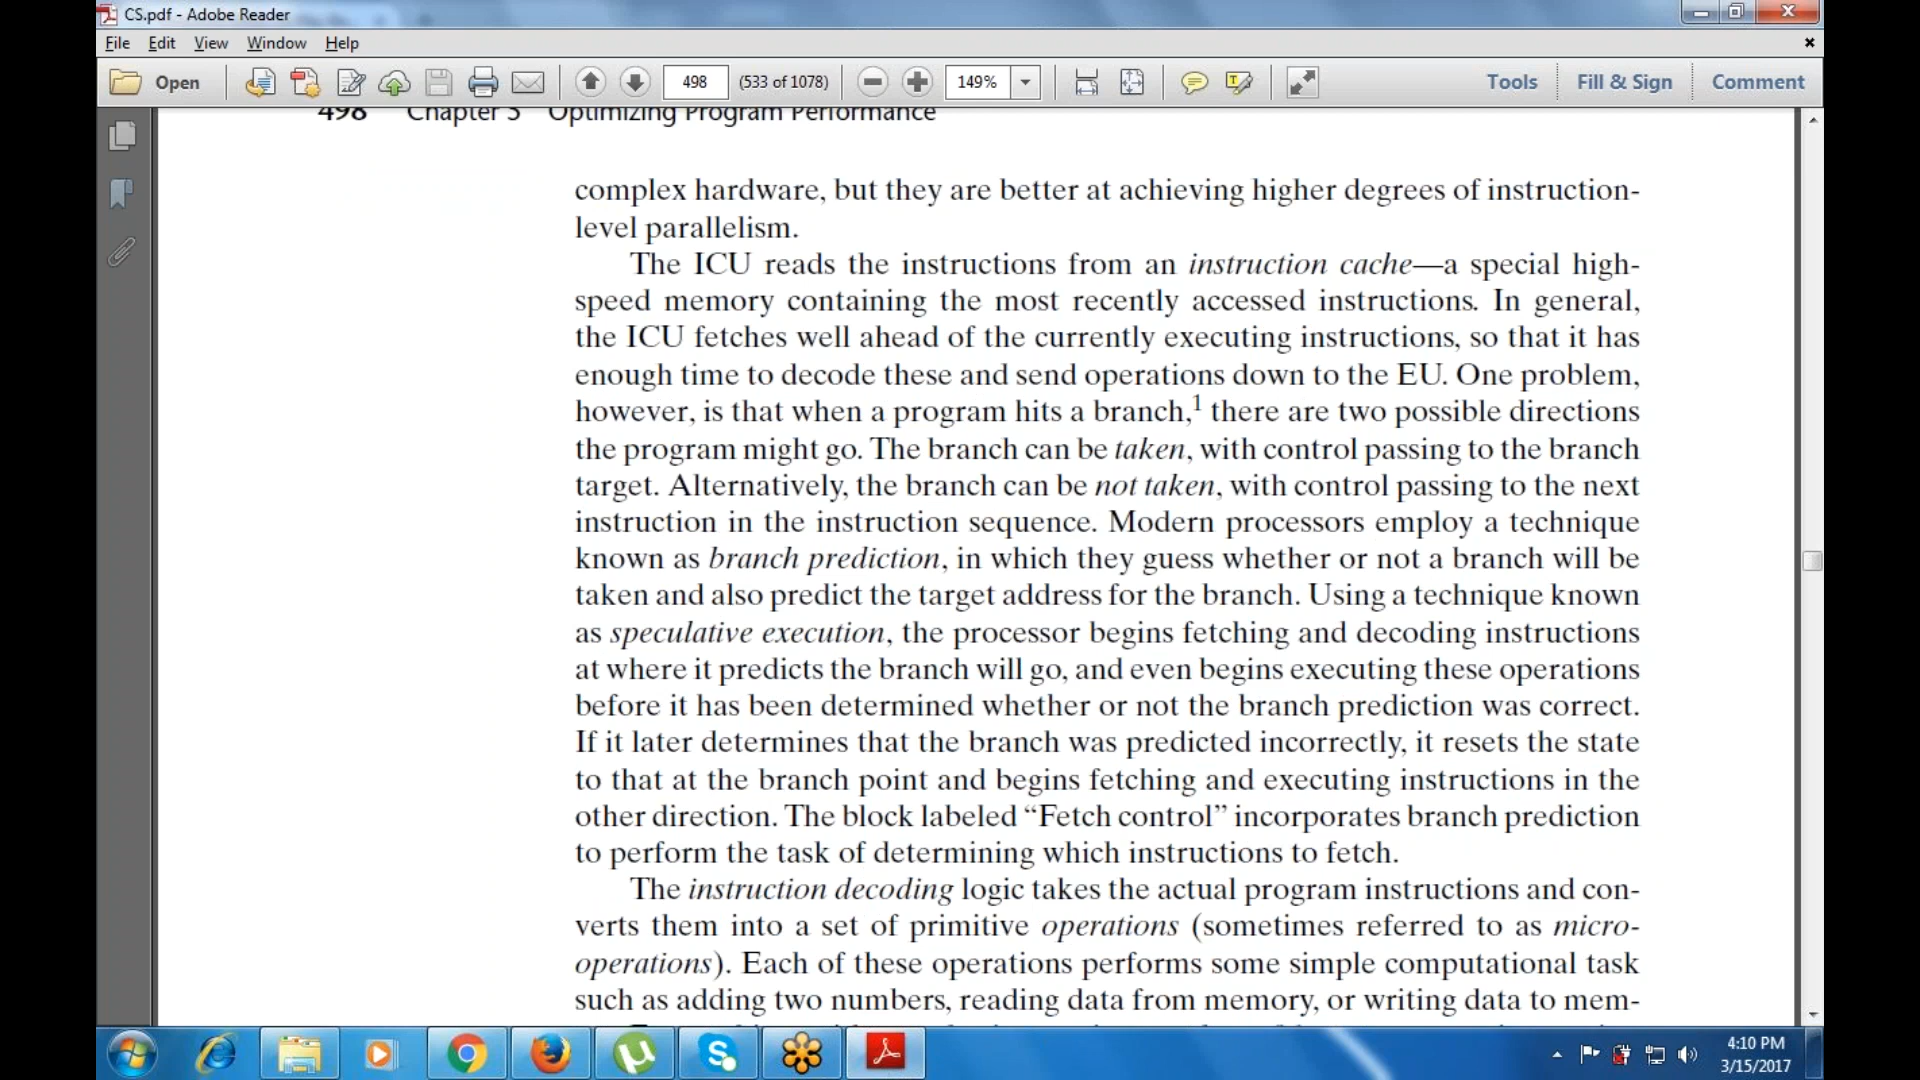 CS.pdf - Adobe Reader
File Edit View Window Help
Open 498 (533 of 1078) 149% Tools Fill & Sign Comment
498 Chapter 5 Optimizing Program Performance
complex hardware, but they are better at achieving higher degrees of instruction-
level parallelism.
The ICU reads the instructions from an instruction cache—a special high-
speed memory containing the most recently accessed instructions. In general,
the ICU fetches well ahead of the currently executing instructions, so that it has
enough time to decode these and send operations down to the EU. One problem,
however, is that when a program hits a branch,1 there are two possible directions
the program might go. The branch can be taken, with control passing to the branch
target. Alternatively, the branch can be not taken, with control passing to the next
instruction in the instruction sequence. Modern processors employ a technique
known as branch prediction, in which they guess whether or not a branch will be
taken and also predict the target address for the branch. Using a technique known
as speculative execution, the processor begins fetching and decoding instructions
at where it predicts the branch will go, and even begins executing these operations
before it has been determined whether or not the branch prediction was correct.
If it later determines that the branch was predicted incorrectly, it resets the state
to that at the branch point and begins fetching and executing instructions in the
other direction. The block labeled “Fetch control” incorporates branch prediction
to perform the task of determining which instructions to fetch.
The instruction decoding logic takes the actual program instructions and con-
verts them into a set of primitive operations (sometimes referred to as micro-
operations). Each of these operations performs some simple computational task
such as adding two numbers, reading data from memory, or writing data to mem-
4:10 PM
3/15/2017